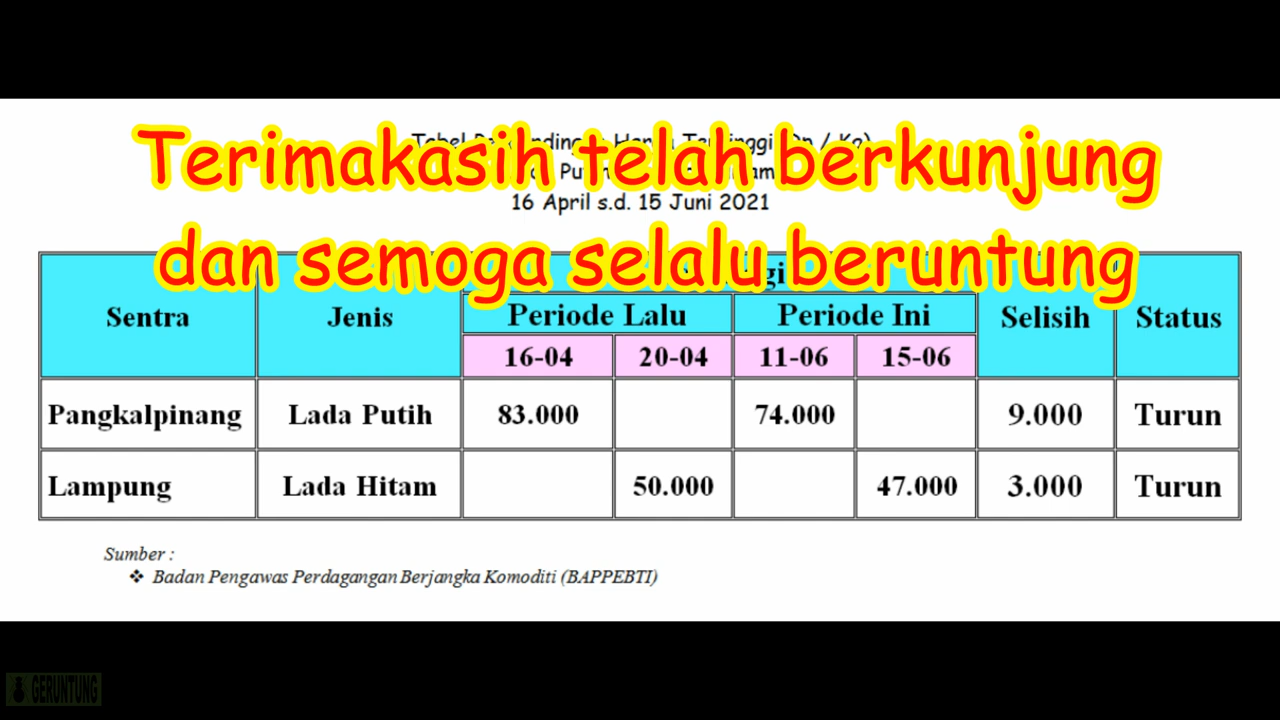 Terimakasih telah berkunjung
dan semoga selalu beruntung
16 April s.d. 15 Juni 2021
Sentra Jenis Periode Lalu Periode Ini Selisih Status
16-04 20-04 11-06 15-06
Pangkalpinang Lada Putih 83.000 74.000 9.000 Turun
Lampung Lada Hitam 50.000 47.000 3.000 Turun
Sumber :
❖ Badan Pengawas Perdagangan Berjangka Komoditi (BAPPEBTI)
GERUNTUNG